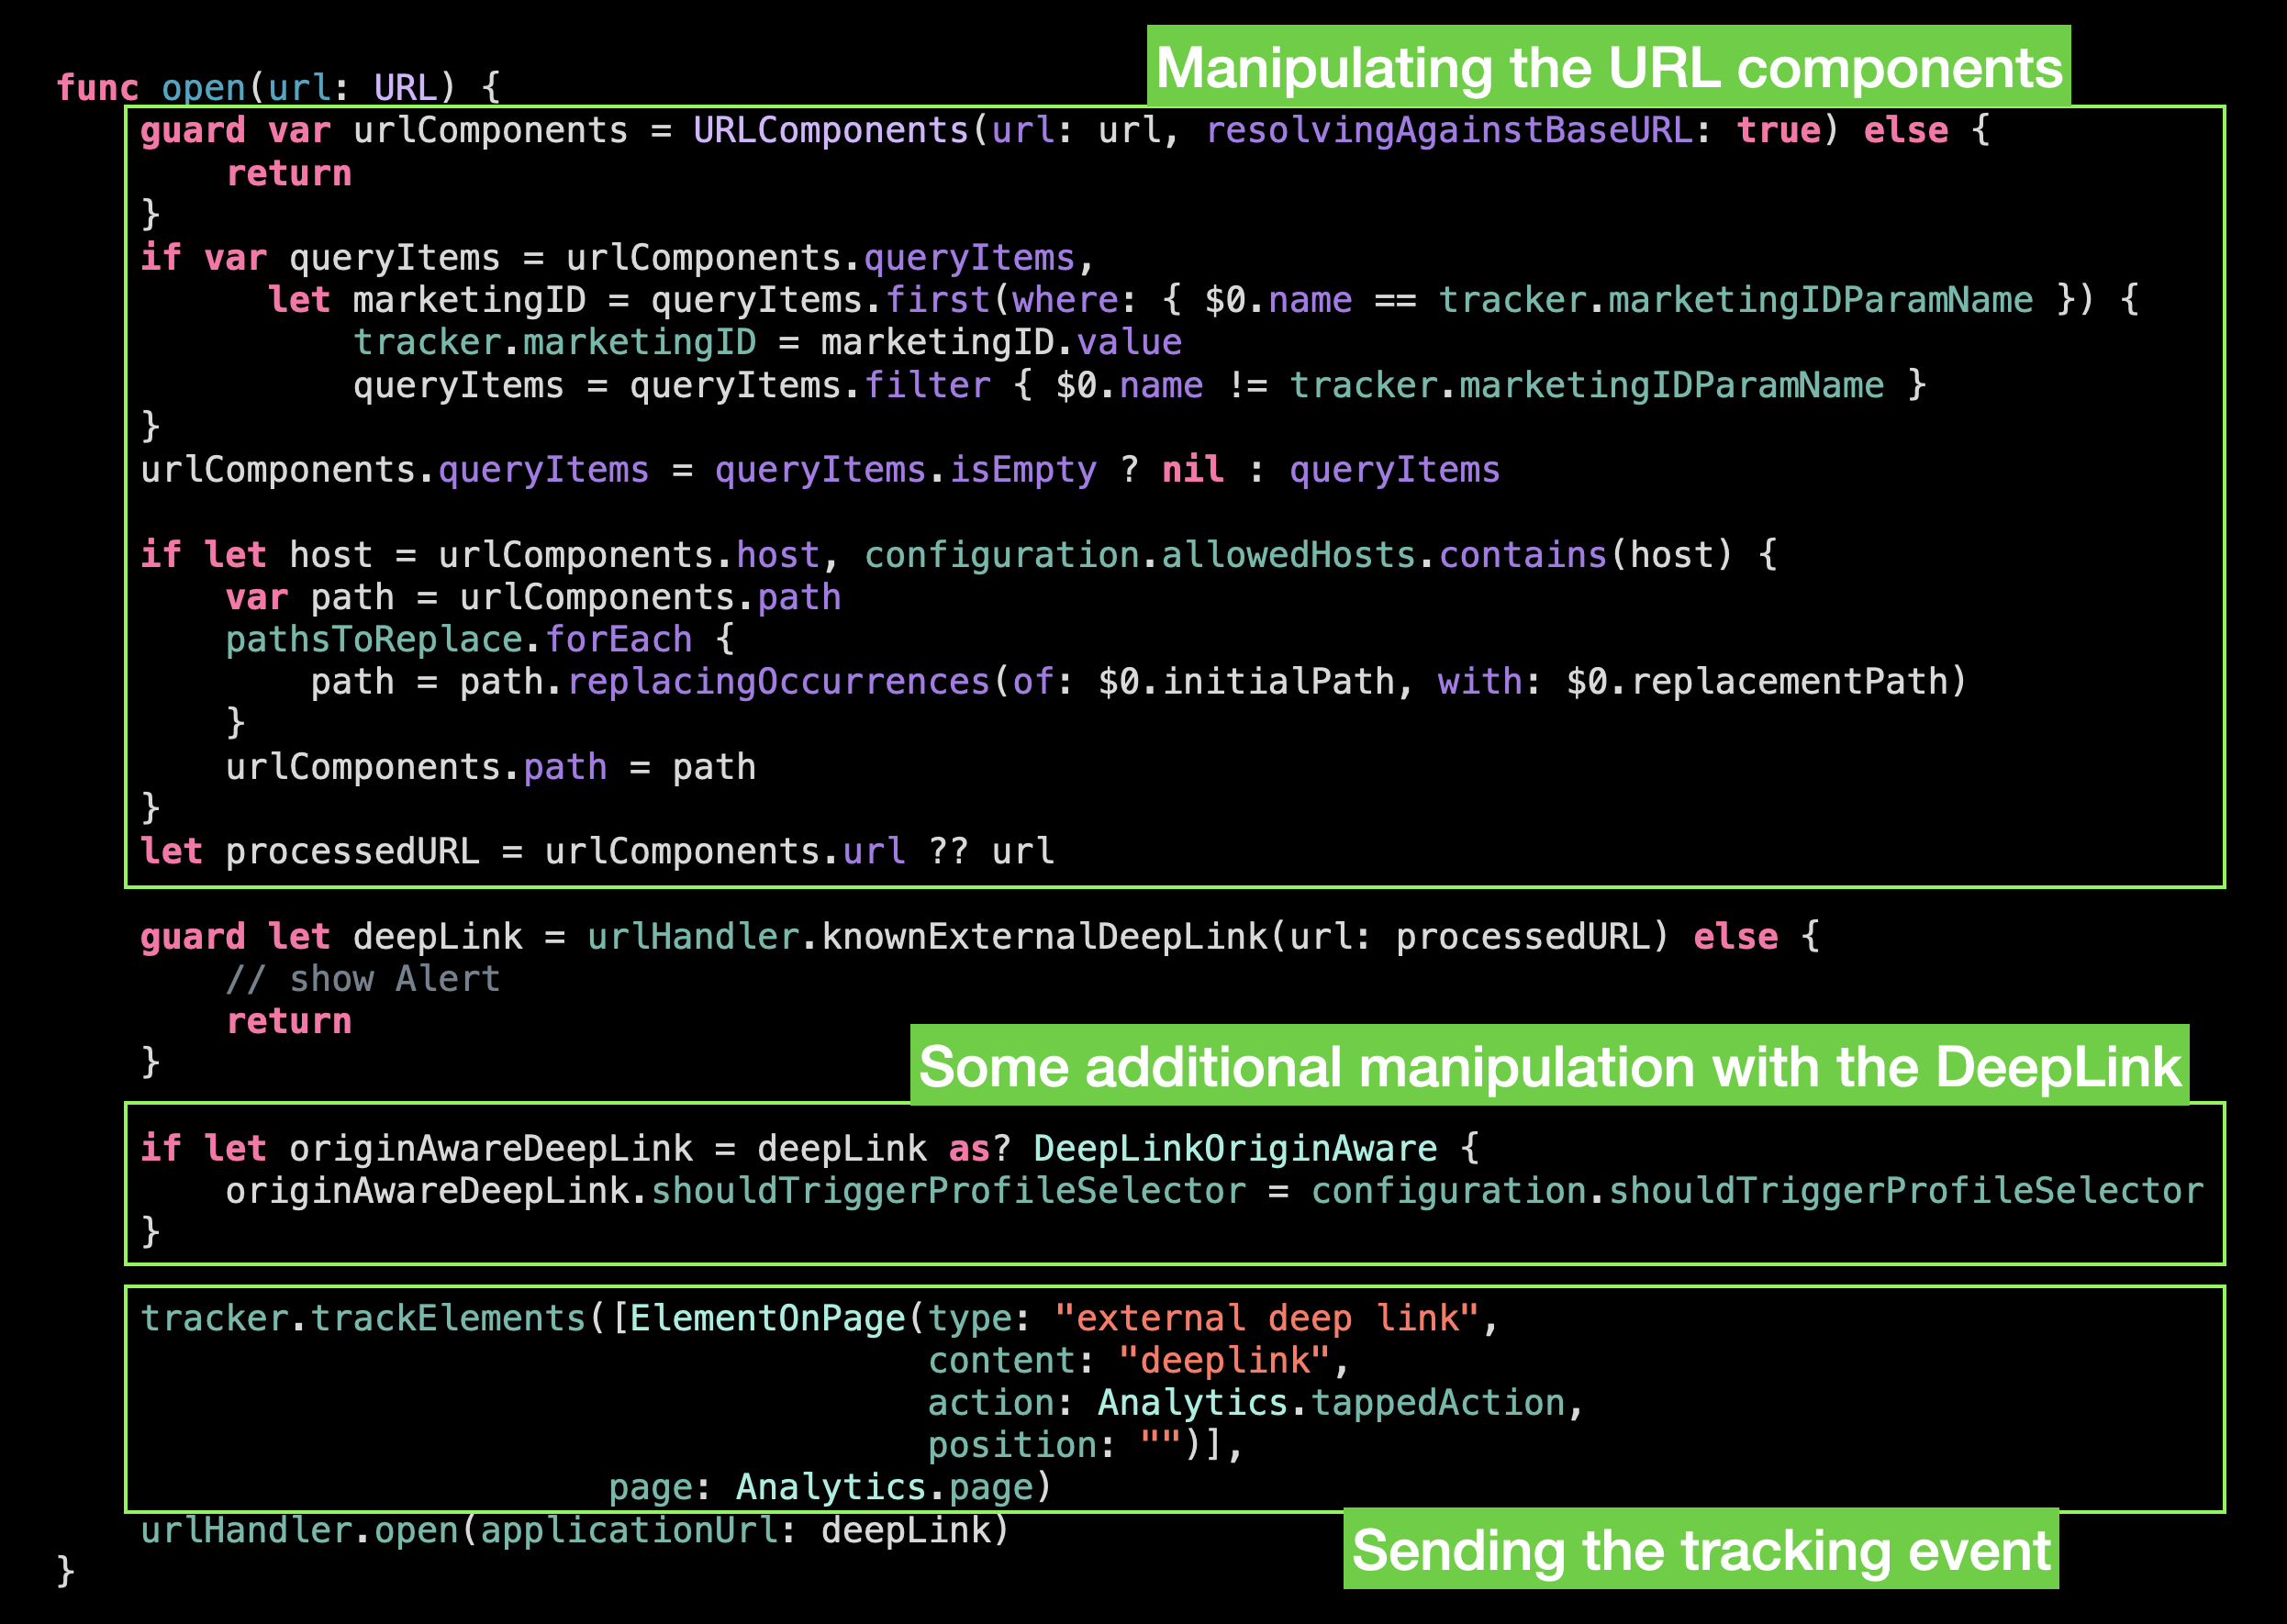 Manipulating the URL components
func open(url: URL) {
guard var urlComponents = URLComponents(url: url, resolvingAgainstBaseURL: true) else {
return
}
if var queryItems = urlComponents.queryItems,
let marketingID = queryItems.first(where: { $0.name == tracker.marketingIDParamName }) {
tracker.marketingID = marketingID.value
queryItems = queryItems.filter { $0.name != tracker.marketingIDParamName }
}
urlComponents.queryItems = queryItems.isEmpty ? nil : queryItems
if let host = urlComponents.host, configuration.allowedHosts.contains(host) {
var path = urlComponents.path
pathsToReplace.forEach {
path = path.replacingOccurrences(of: $0.initialPath, with: $0.replacementPath)
}
urlComponents.path = path
}
let processedURL = urlComponents.url ?? url
guard let deepLink = urlHandler.knownExternalDeepLink(url: processedURL) else {
// show Alert
return
}
Some additional manipulation with the DeepLink
if let originAwareDeepLink = deepLink as? DeepLinkOriginAware {
originAwareDeepLink.shouldTriggerProfileSelector = configuration.shouldTriggerProfileSelector
}
tracker.trackElements([ElementOnPage(type: "external deep link",
content: "deeplink",
action: Analytics.tappedAction,
position: "")],
page: Analytics.page)
urlHandler.open(applicationUrl: deepLink)
Sending the tracking event
}